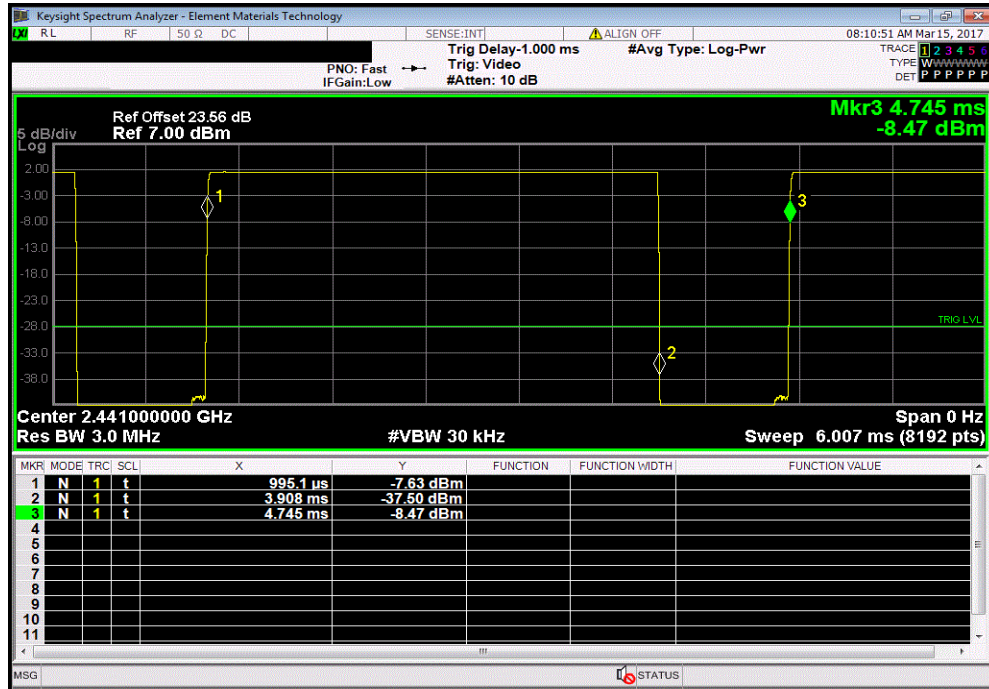 Keysight Spectrum Analyzer - Element Materials Technology
LXI RL RF 50 Ω DC SENSE:INT ALIGN OFF 08:10:51 AM Mar 15, 2017
Trig Delay-1.000 ms #Avg Type: Log-Pwr TRACE 1 2 3 4 5 6
PNO: Fast Trig: Video TYPE WWWWWW
IFGain:Low #Atten: 10 dB DET P P P P P P
Mkr3 4.745 ms
-8.47 dBm
Ref Offset 23.56 dB
5 dB/div Ref 7.00 dBm
Log
2.00
-3.00
1
3
-8.00
-13.0
-18.0
-23.0
-28.0
TRIG LVL
-33.0
2
-38.0
Center 2.441000000 GHz Span 0 Hz
Res BW 3.0 MHz #VBW 30 kHz Sweep 6.007 ms (8192 pts)
MKR MODE TRC SCL X Y FUNCTION FUNCTION WIDTH FUNCTION VALUE
1 N 1 t 995.1 µs -7.63 dBm
2 N 1 t 3.908 ms -37.50 dBm
3 N 1 t 4.745 ms -8.47 dBm
4
5
6
7
8
9
10
11
MSG STATUS